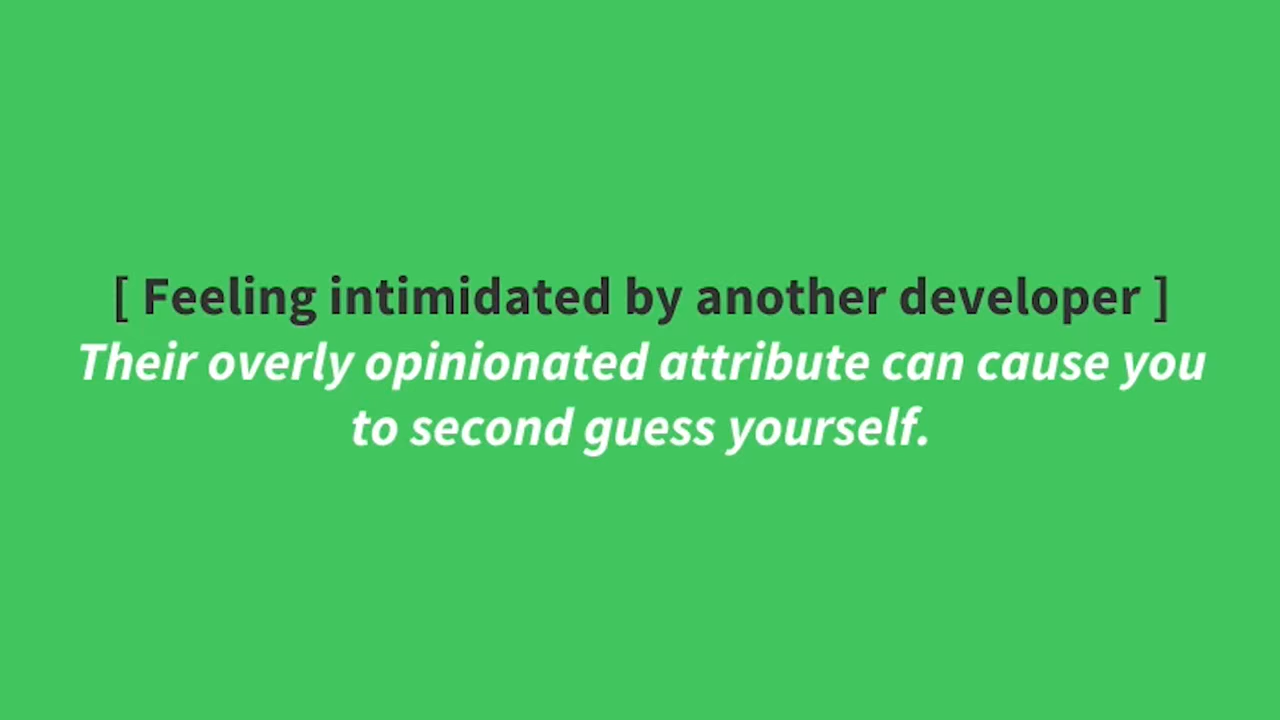 [ Feeling intimidated by another developer ]
Their overly opinionated attribute can cause you
to second guess yourself.